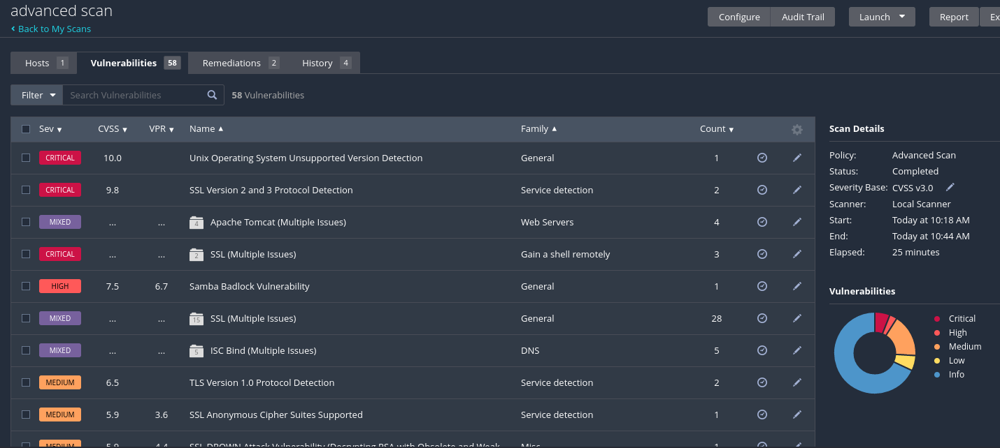 advanced scan
Back to My Scans
Configure Audit Trail Launch Report Ex
Hosts 1 Vulnerabilities 58 Remediations 2 History 4
Filter Search Vulnerabilities 58 Vulnerabilities
Sev CVSS VPR Name Family Count
CRITICAL 10.0 Unix Operating System Unsupported Version Detection General 1
CRITICAL 9.8 SSL Version 2 and 3 Protocol Detection Service detection 2
MIXED ... ... 4 Apache Tomcat (Multiple Issues) Web Servers 4
CRITICAL ... ... 2 SSL (Multiple Issues) Gain a shell remotely 3
HIGH 7.5 6.7 Samba Badlock Vulnerability General 1
MIXED ... ... 15 SSL (Multiple Issues) General 28
MIXED ... ... 5 ISC Bind (Multiple Issues) DNS 5
MEDIUM 6.5 TLS Version 1.0 Protocol Detection Service detection 2
MEDIUM 5.9 3.6 SSL Anonymous Cipher Suites Supported Service detection 1
MEDIUM 5.9 4.4 SSL DROWN Attack Vulnerability (Decrypting RSA with Obsolete and Weak Misc. 1
Scan Details
Policy: Advanced Scan
Status: Completed
Severity Base: CVSS v3.0
Scanner: Local Scanner
Start: Today at 10:18 AM
End: Today at 10:44 AM
Elapsed: 25 minutes
Vulnerabilities
Critical
High
Medium
Low
Info